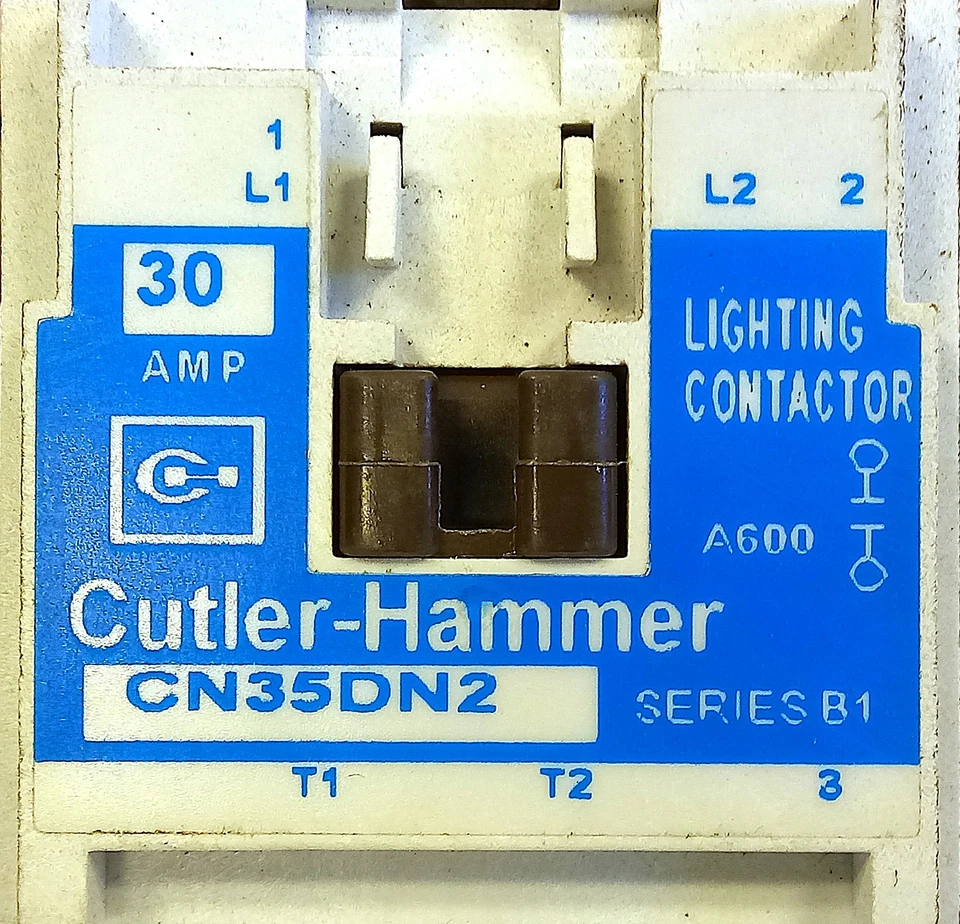 1
L1
L2 2
30
AMP
LIGHTING
CONTACTOR
A600
Cutler-Hammer
CN35DN2
SERIES B1
T1 T2 3